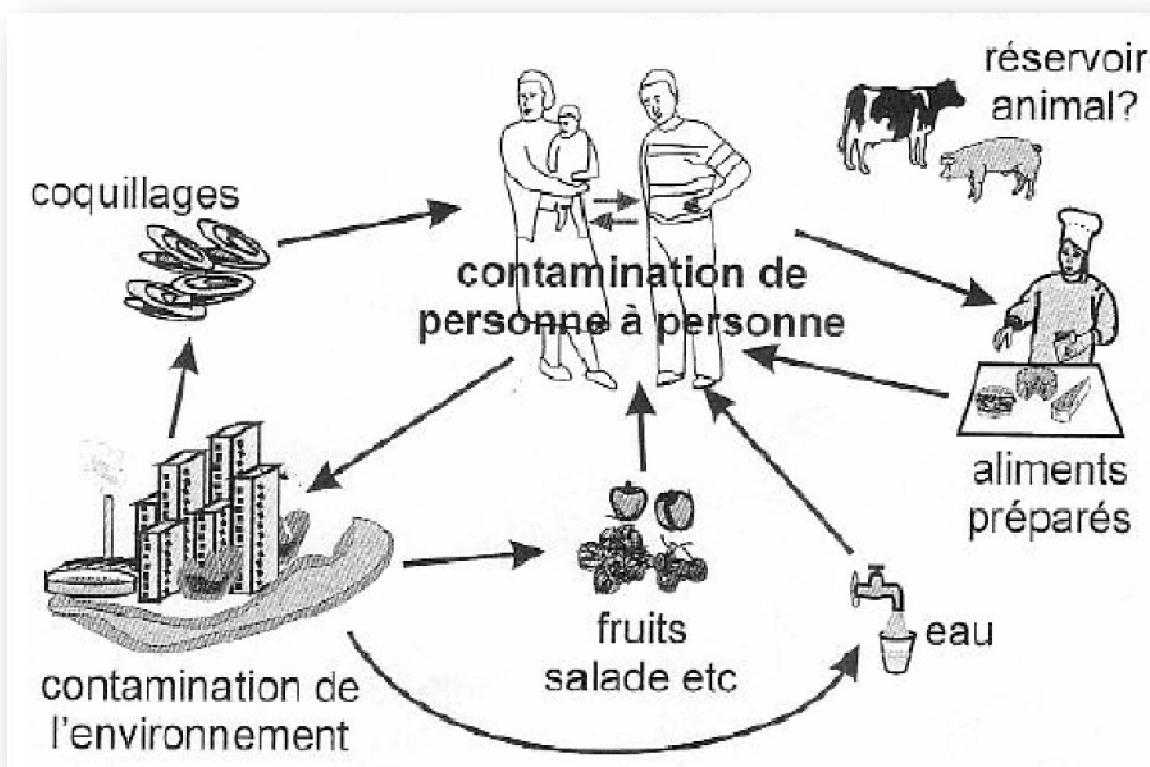 réservoir
animal?
coquillages
contamination de
personne à personne
aliments
préparés
fruits
salade etc
eau
contamination de
l'environnement